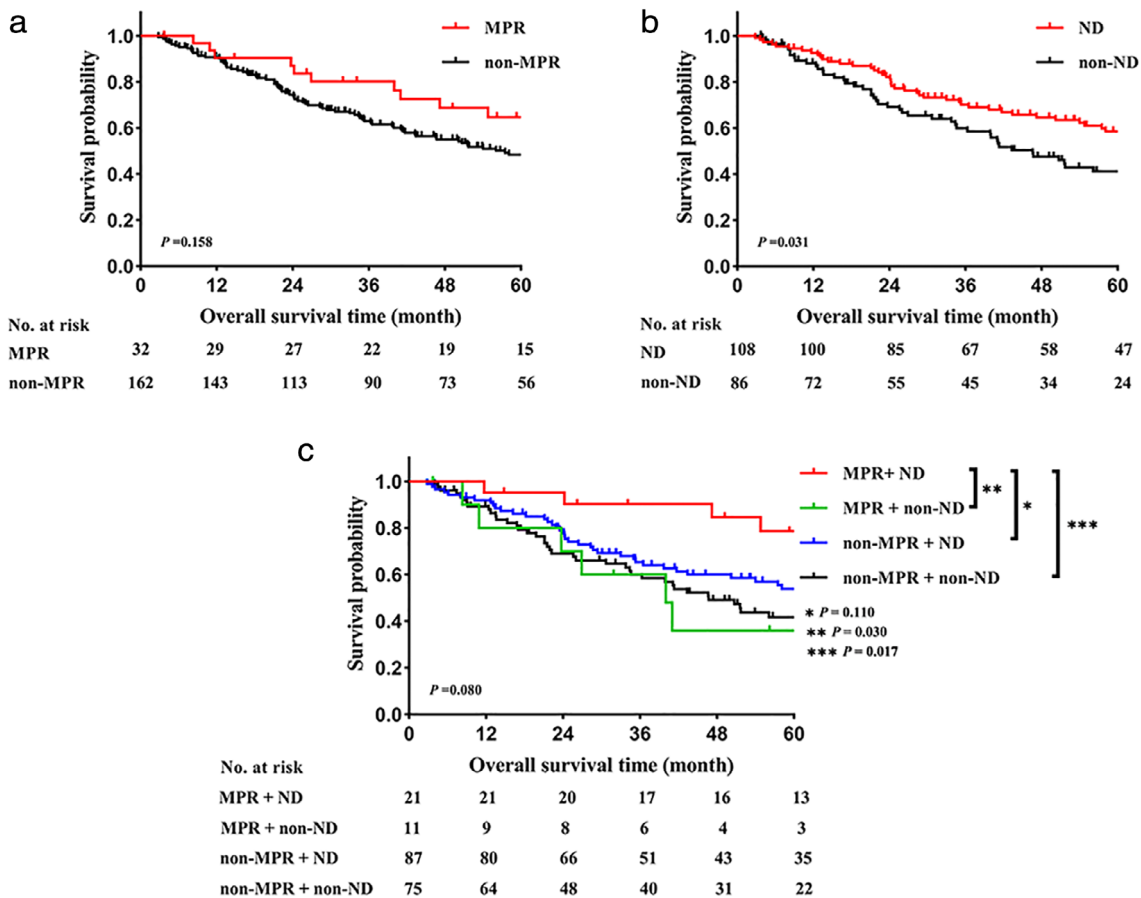 a
MPR
non-MPR
Survival probability
1.0
0.8
0.6
0.4
0.2
0.0
P =0.158
0 12 24 36 48 60
Overall survival time (month)
No. at risk
MPR 32 29 27 22 19 15
non-MPR 162 143 113 90 73 56
b
ND
non-ND
Survival probability
1.0
0.8
0.6
0.4
0.2
0.0
P =0.031
0 12 24 36 48 60
Overall survival time (month)
No. at risk
ND 108 100 85 67 58 47
non-ND 86 72 55 45 34 24
c
MPR+ ND
MPR + non-ND
non-MPR + ND
non-MPR + non-ND
**
*
***
* P = 0.110
** P = 0.030
*** P = 0.017
Survival probability
1.0
0.8
0.6
0.4
0.2
0.0
P =0.080
0 12 24 36 48 60
Overall survival time (month)
No. at risk
MPR + ND 21 21 20 17 16 13
MPR + non-ND 11 9 8 6 4 3
non-MPR + ND 87 80 66 51 43 35
non-MPR + non-ND 75 64 48 40 31 22